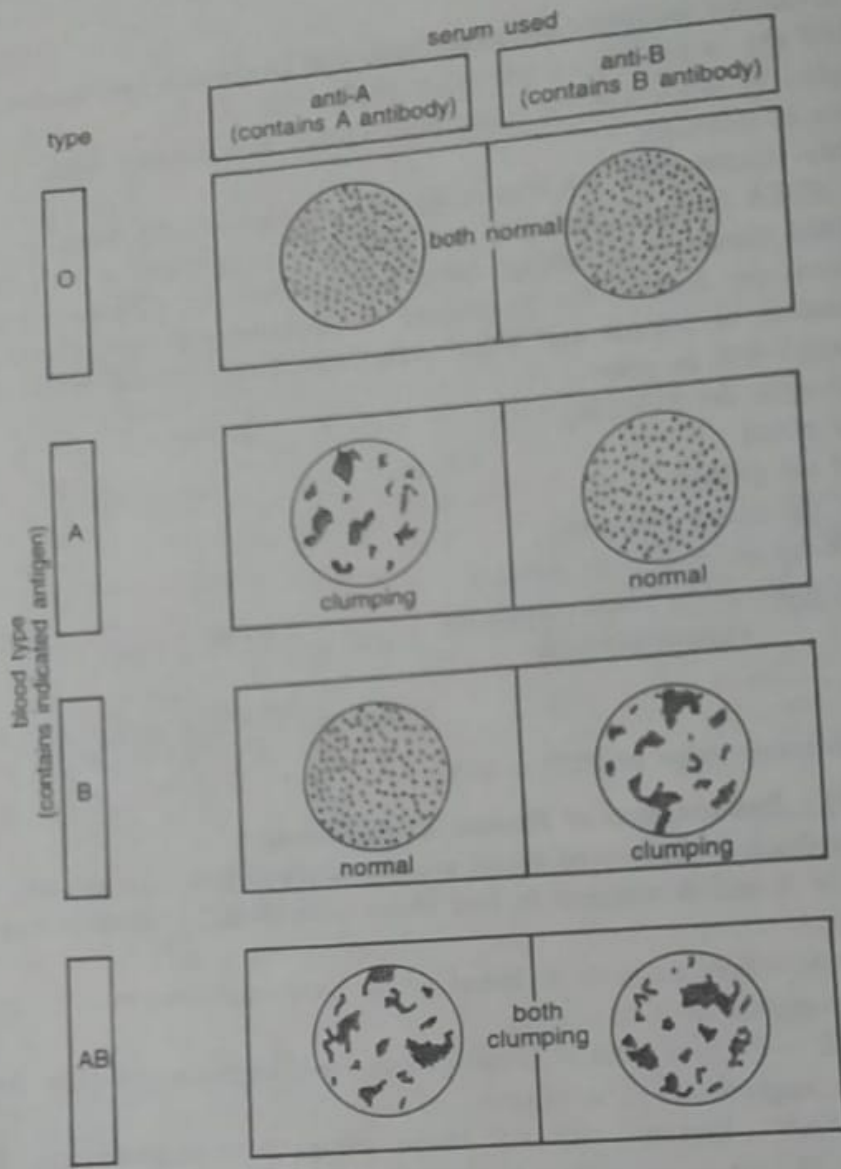 serum used
anti-A
(contains A antibody)
anti-B
(contains B antibody)
type
O
both normal
blood type
(contains indicated antigen)
A
clumping
normal
B
normal
clumping
AB
both
clumping